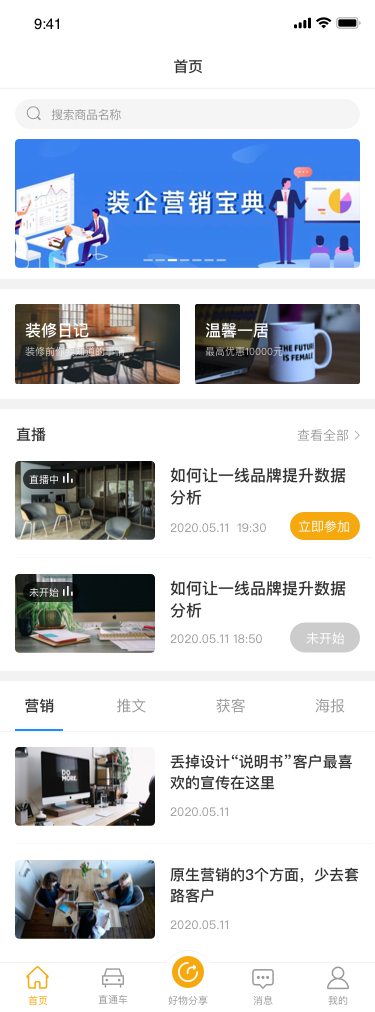 9:41
首页
搜索商品名称
装企营销宝典
装修日记
装修前你要知道的事情
温馨一居
最高优惠10000元
THE FUTURE
IS FEMALE
直播
查看全部
直播中
如何让一线品牌提升数据
分析
2020.05.11 19:30
立即参加
未开始
如何让一线品牌提升数据
分析
2020.05.11 18:50
未开始
营销
推文
获客
海报
DO
MORE.
丢掉设计“说明书”客户最喜
欢的宣传在这里
2020.05.11
原生营销的3个方面，少去套
路客户
2020.05.11
首页
直通车
好物分享
消息
我的